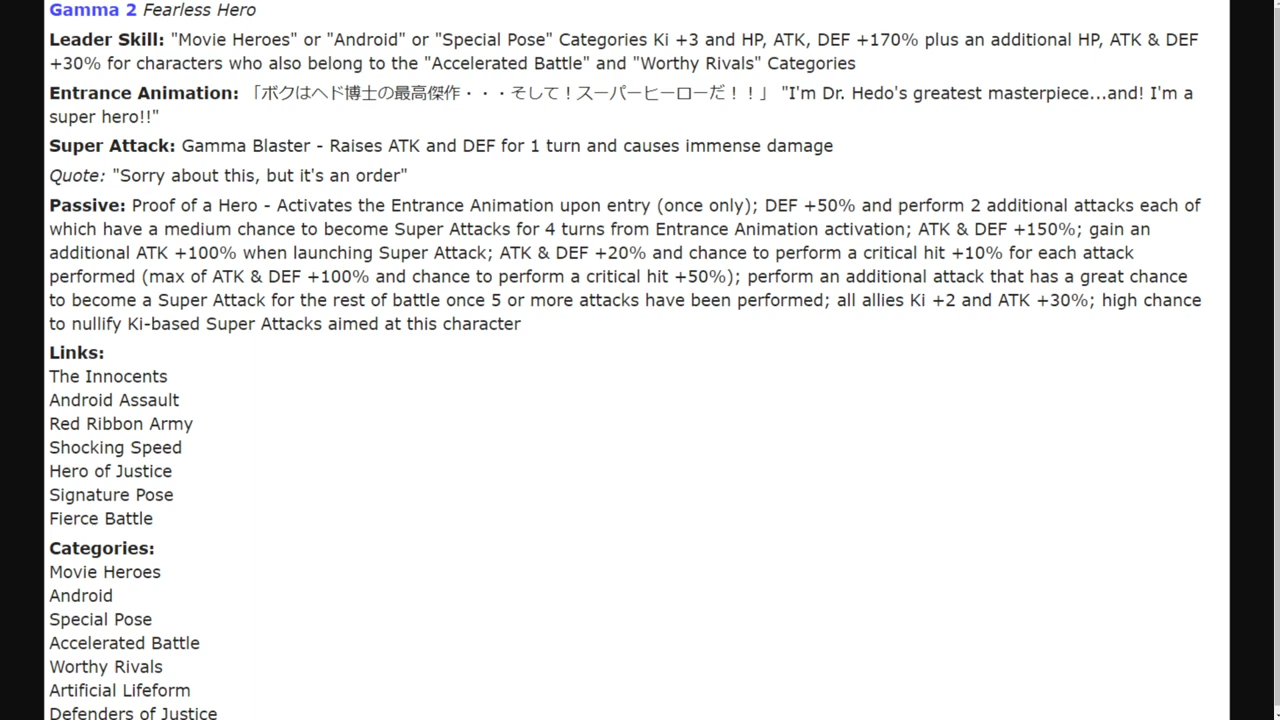 Gamma 2 Fearless Hero
Leader Skill: "Movie Heroes" or "Android" or "Special Pose" Categories Ki +3 and HP, ATK, DEF +170% plus an additional HP, ATK & DEF
+30% for characters who also belong to the "Accelerated Battle" and "Worthy Rivals" Categories
Entrance Animation: 「ボクはヘド博士の最高傑作・・・そして！スーパーヒーローだ！！」 "I'm Dr. Hedo's greatest masterpiece...and! I'm a
super hero!!"
Super Attack: Gamma Blaster - Raises ATK and DEF for 1 turn and causes immense damage
Quote: "Sorry about this, but it's an order"
Passive: Proof of a Hero - Activates the Entrance Animation upon entry (once only); DEF +50% and perform 2 additional attacks each of
which have a medium chance to become Super Attacks for 4 turns from Entrance Animation activation; ATK & DEF +150%; gain an
additional ATK +100% when launching Super Attack; ATK & DEF +20% and chance to perform a critical hit +10% for each attack
performed (max of ATK & DEF +100% and chance to perform a critical hit +50%); perform an additional attack that has a great chance
to become a Super Attack for the rest of battle once 5 or more attacks have been performed; all allies Ki +2 and ATK +30%; high chance
to nullify Ki-based Super Attacks aimed at this character
Links:
The Innocents
Android Assault
Red Ribbon Army
Shocking Speed
Hero of Justice
Signature Pose
Fierce Battle
Categories:
Movie Heroes
Android
Special Pose
Accelerated Battle
Worthy Rivals
Artificial Lifeform
Defenders of Justice